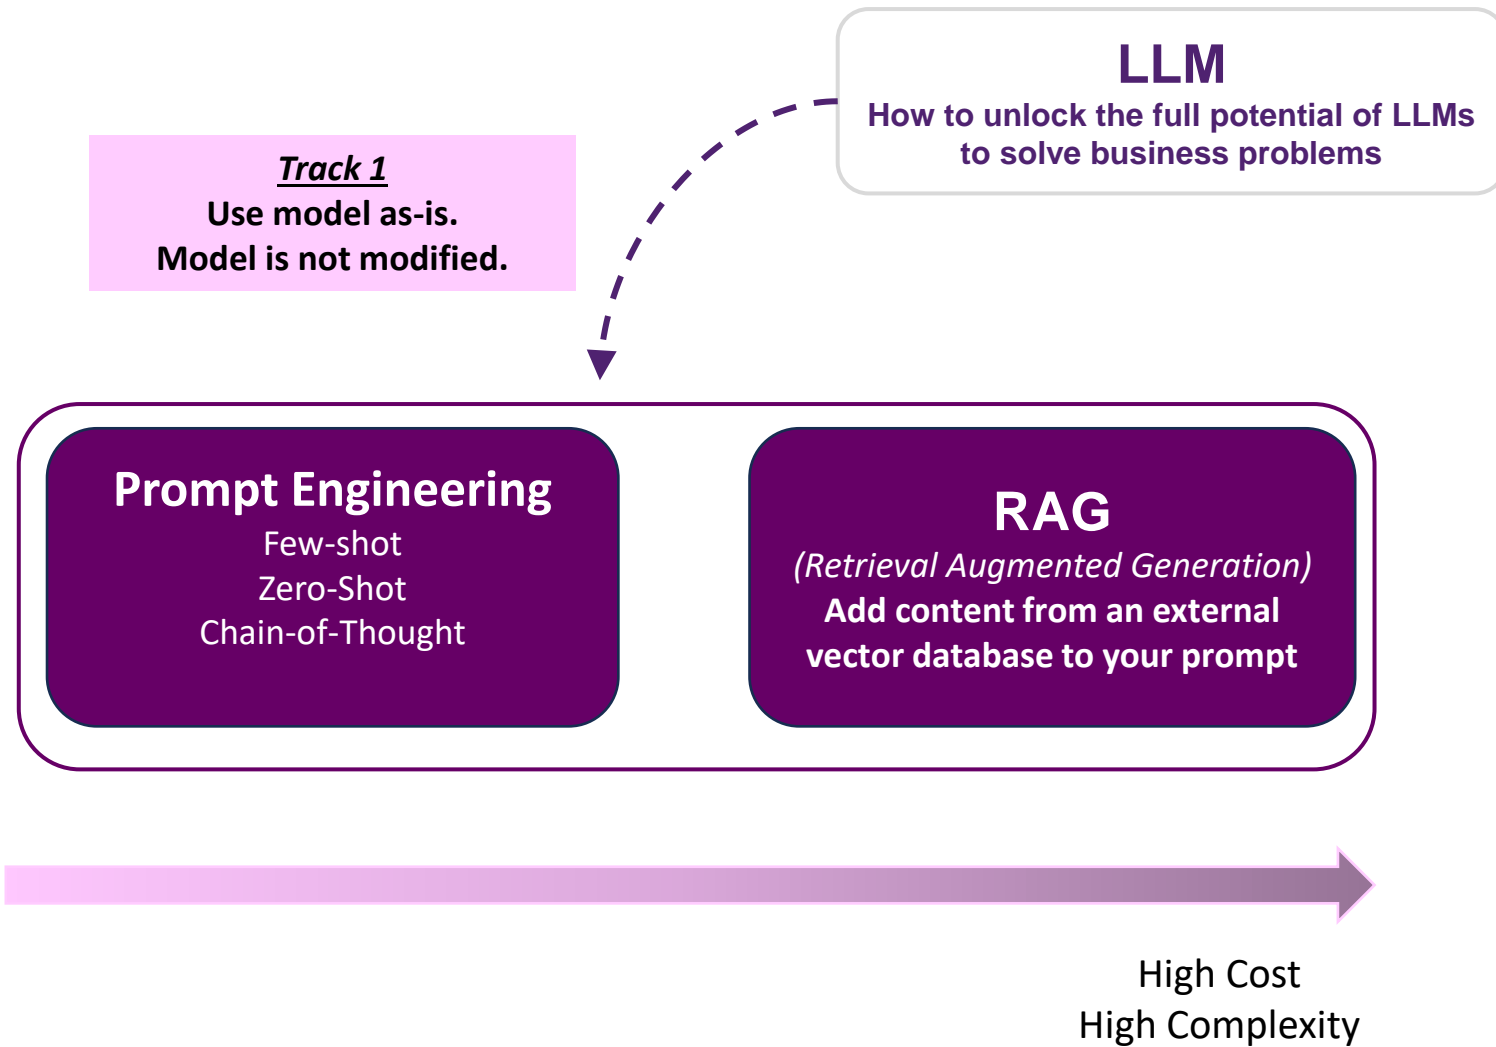 LLM
How to unlock the full potential of LLMs
to solve business problems
Track 1
Use model as-is.
Model is not modified.
Prompt Engineering
Few-shot
Zero-Shot
Chain-of-Thought
RAG
(Retrieval Augmented Generation)
Add content from an external
vector database to your prompt
High Cost
High Complexity